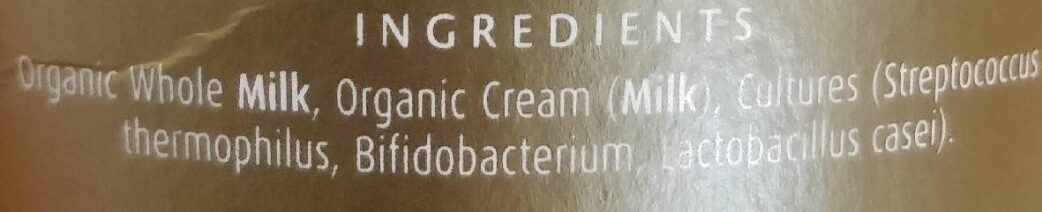 INGREDIENTS
Organic Whole Milk, Organic Cream (Milk), Cultures (Streptococcus
thermophilus, Bifidobacterium, Lactobacillus casei).